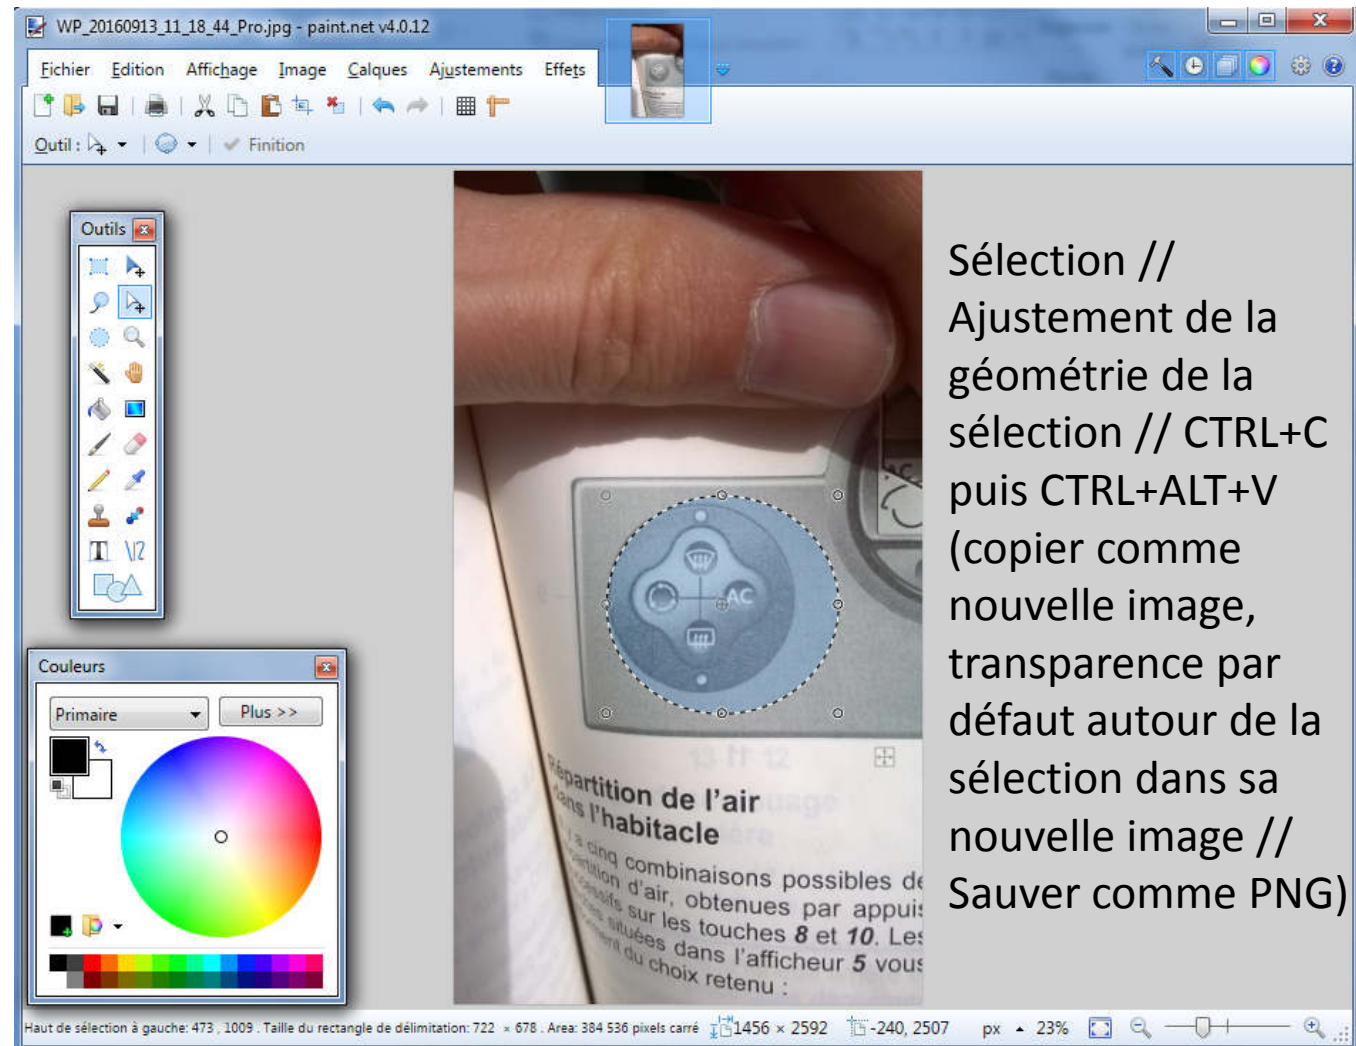 WP_20160913_11_18_44_Pro.jpg - paint.net v4.0.12
Fichier Edition Affichage Image Calques Ajustements Effets
Outil : Finition
Outils
Sélection //
Ajustement de la
géométrie de la
sélection // CTRL+C
puis CTRL+ALT+V
(copier comme
nouvelle image,
transparence par
défaut autour de la
sélection dans sa
nouvelle image //
Sauver comme PNG)
AC
AC
Couleurs
Primaire Plus >>
13 11 12
Répartition de l'air
dans l'habitacle
a cinq combinaisons possibles de
d'air, obtenues par appuis
sur les touches 8 et 10. Les
situées dans l'afficheur 5 vous
du choix retenu :
Haut de sélection à gauche: 473 , 1009 . Taille du rectangle de délimitation: 722 × 678 . Area: 384 536 pixels carré 1456 × 2592 -240, 2507 px 23%